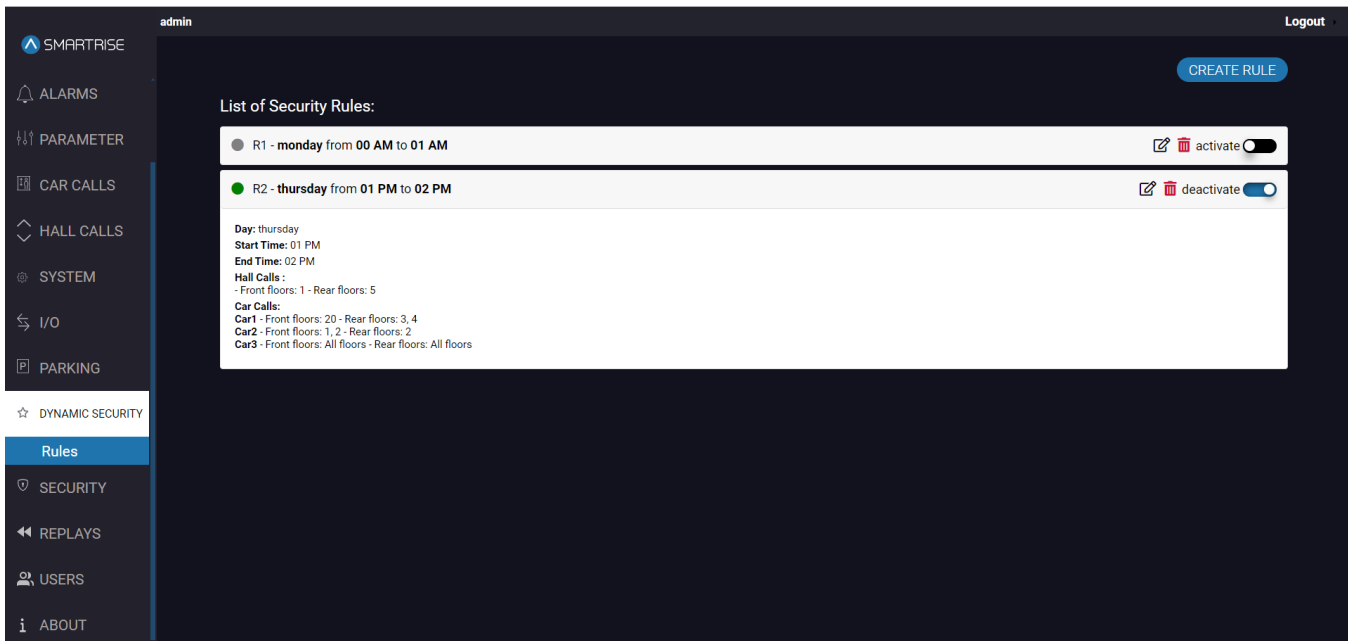 admin
Logout
SMARTRISE
ALARMS
PARAMETER
CAR CALLS
HALL CALLS
SYSTEM
I/O
PARKING
DYNAMIC SECURITY
Rules
SECURITY
REPLAYS
USERS
ABOUT
CREATE RULE
List of Security Rules:
R1 - monday from 00 AM to 01 AM
activate
R2 - thursday from 01 PM to 02 PM
deactivate
Day: thursday
Start Time: 01 PM
End Time: 02 PM
Hall Calls :
- Front floors: 1 - Rear floors: 5
Car Calls:
Car1 - Front floors: 20 - Rear floors: 3, 4
Car2 - Front floors: 1, 2 - Rear floors: 2
Car3 - Front floors: All floors - Rear floors: All floors